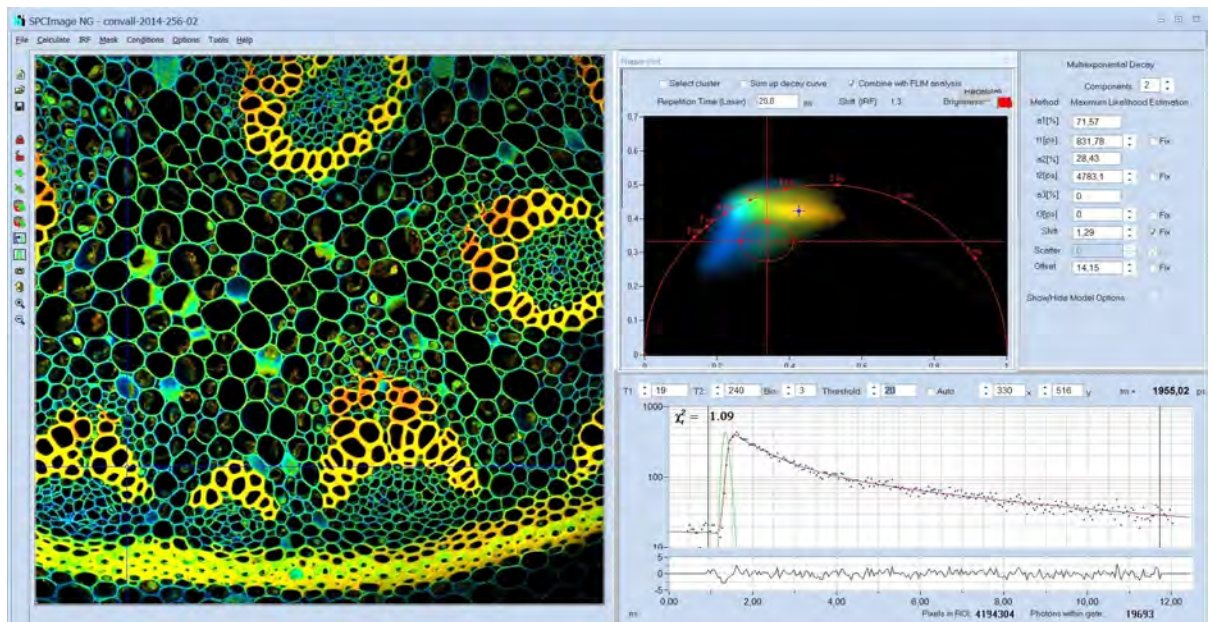 SPCImage NG - convall-2014-256-02
File Calculate IRF Mask Conditions Options Tools Help
Select cluster Sum up decay curve Combine with FLIM analysis
Repetition Time (Laser) 20,0 ns Shift (IRF) 1,3 Brightness
0.7
0.6
0.5
0.4
0.3
0.2
0.1
0
0 0.2 0.4 0.6 0.8 1
Multiexponential Decay
Components 2
Method Maximum Likelihood Estimation
a1[%] 71,57
t1[ps] 831,78 Fix
a2[%] 28,43
t2[ps] 4783,1 Fix
a3[%] 0
t3[ps] 0 Fix
Shift 1,29 Fix
Scatter 0
Offset 14,15 Fix
Show/Hide Model Options
T1 19 T2 240 Bin 3 Threshold 20 Auto 330 x 516 y tm = 1955,02 ps
χr² = 1.09
1000
100
10
5
0
-5
0,00 2,00 4,00 6,00 8,00 10,00 12,00
ns Pixels in ROI: 4194304 Photons within gate: 19693